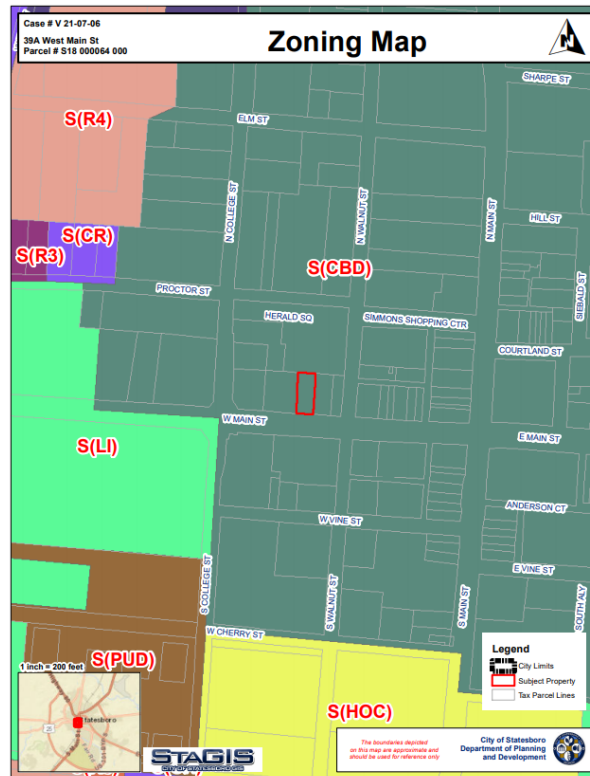 Case # V 21-07-06
39A West Main St
Parcel # S18 000064 000
Zoning Map
N
SHARPE ST
S(R4)
ELM ST
N COLLEGE ST
N WALNUT ST
N MAIN ST
HILL ST
S(CR)
S(R3)
S(CBD)
SIEBALD ST
PROCTOR ST
HERALD SQ
SIMMONS SHOPPING CTR
COURTLAND ST
W MAIN ST
E MAIN ST
S(LI)
ANDERSON CT
W VINE ST
E VINE ST
S COLLEGE ST
S WALNUT ST
S MAIN ST
SOUTH ALY
W CHERRY ST
Legend
City Limits
Subject Property
Tax Parcel Lines
S(PUD)
1 inch = 200 feet
tatesboro
S(HOC)
The boundaries depicted
on this map are approximate and
should be used for reference only
City of Statesboro
Department of Planning
and Development
STAGIS
CITY OF STATESBORO GIS